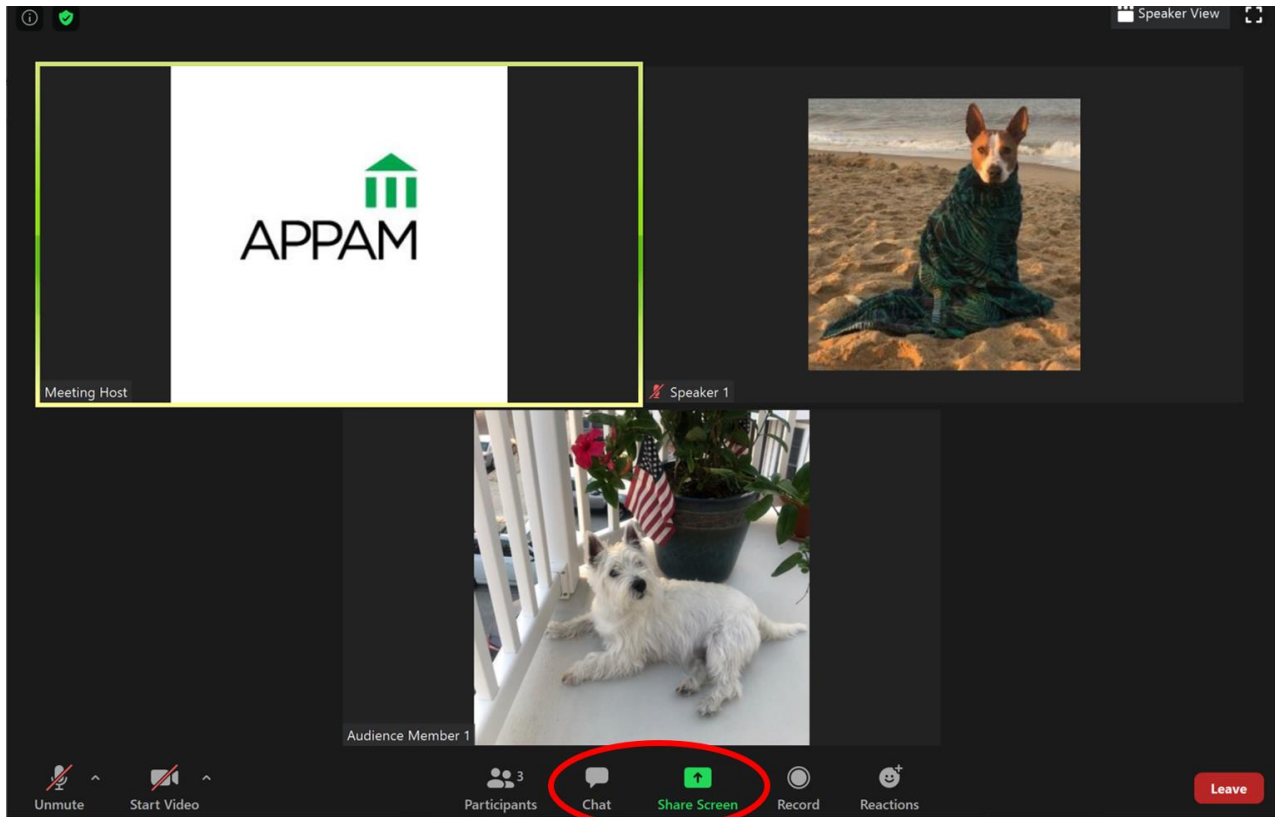 Speaker View
APPAM
Meeting Host
Speaker 1
Audience Member 1
3
Unmute
Start Video
Participants
Chat
Share Screen
Record
Reactions
Leave